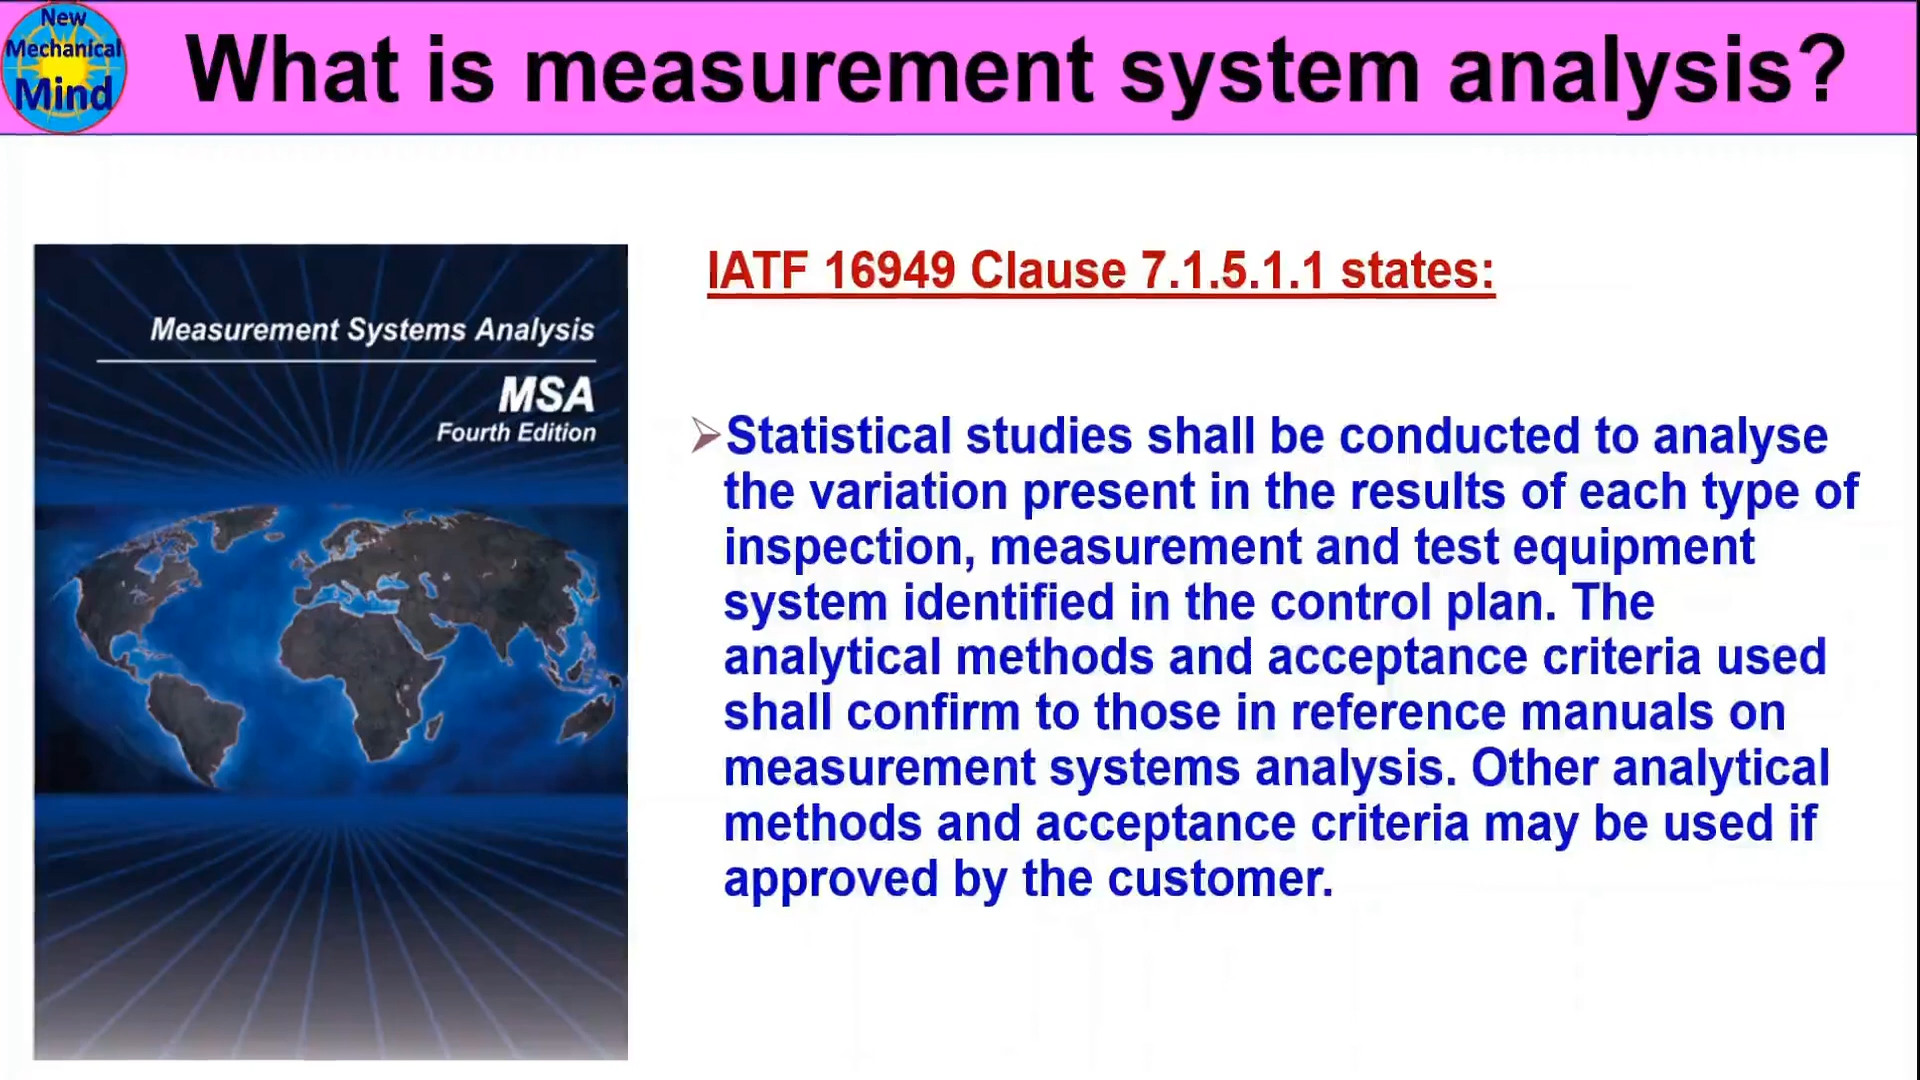 New
Mechanical
Mind
What is measurement system analysis?
Measurement Systems Analysis
MSA
Fourth Edition
IATF 16949 Clause 7.1.5.1.1 states:
Statistical studies shall be conducted to analyse
the variation present in the results of each type of
inspection, measurement and test equipment
system identified in the control plan. The
analytical methods and acceptance criteria used
shall confirm to those in reference manuals on
measurement systems analysis. Other analytical
methods and acceptance criteria may be used if
approved by the customer.